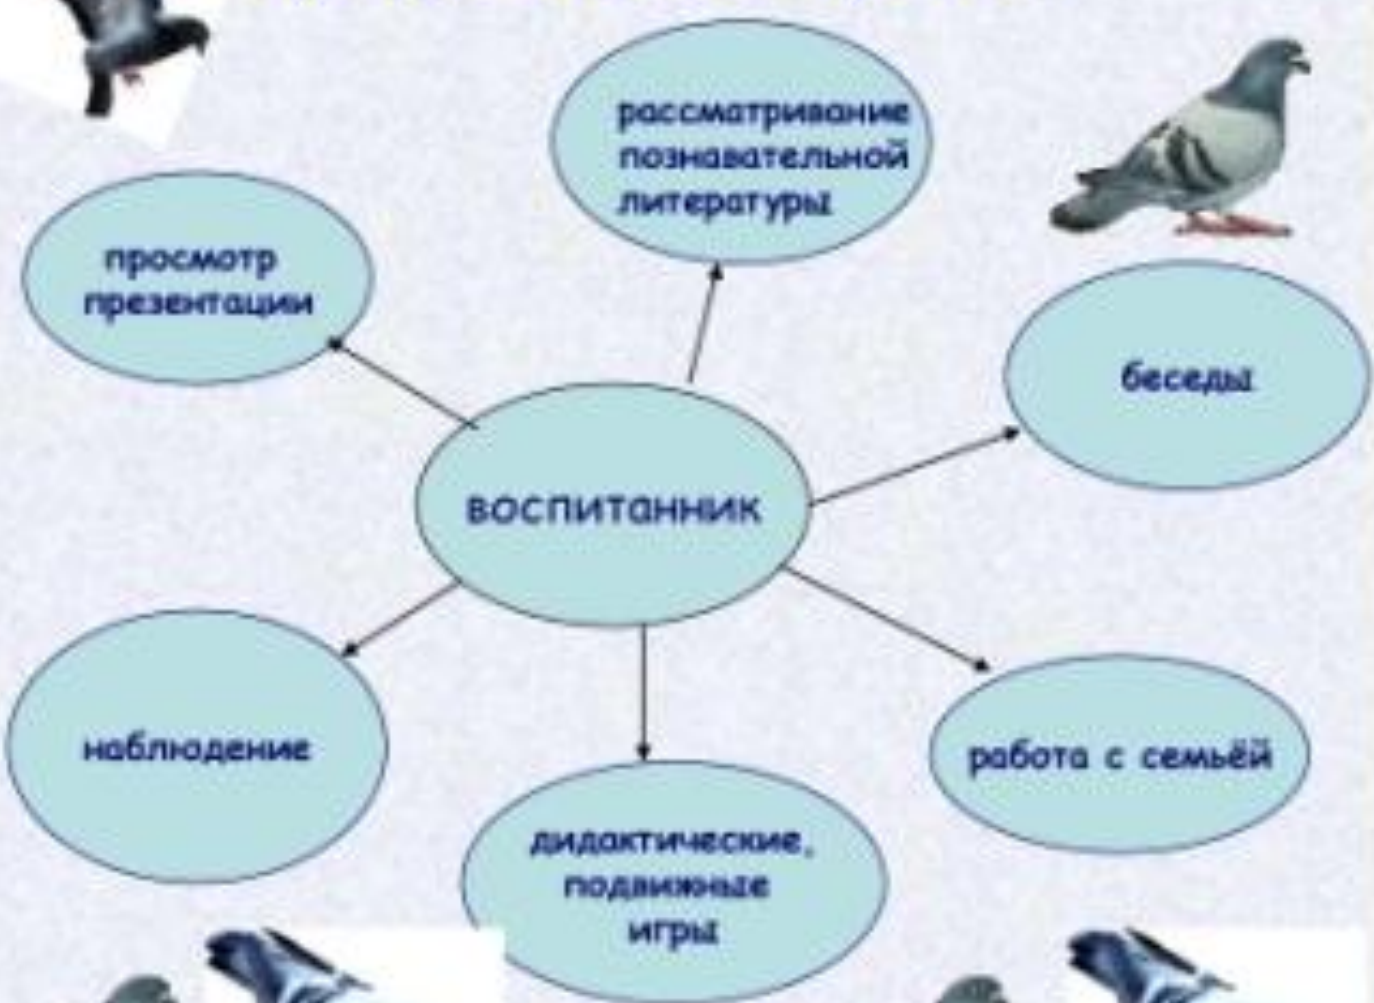 рассматривание
познавательной
литературы
просмотр
презентации
беседы
воспитанник
наблюдение
работа с семьёй
дидактические,
подвижные
игры